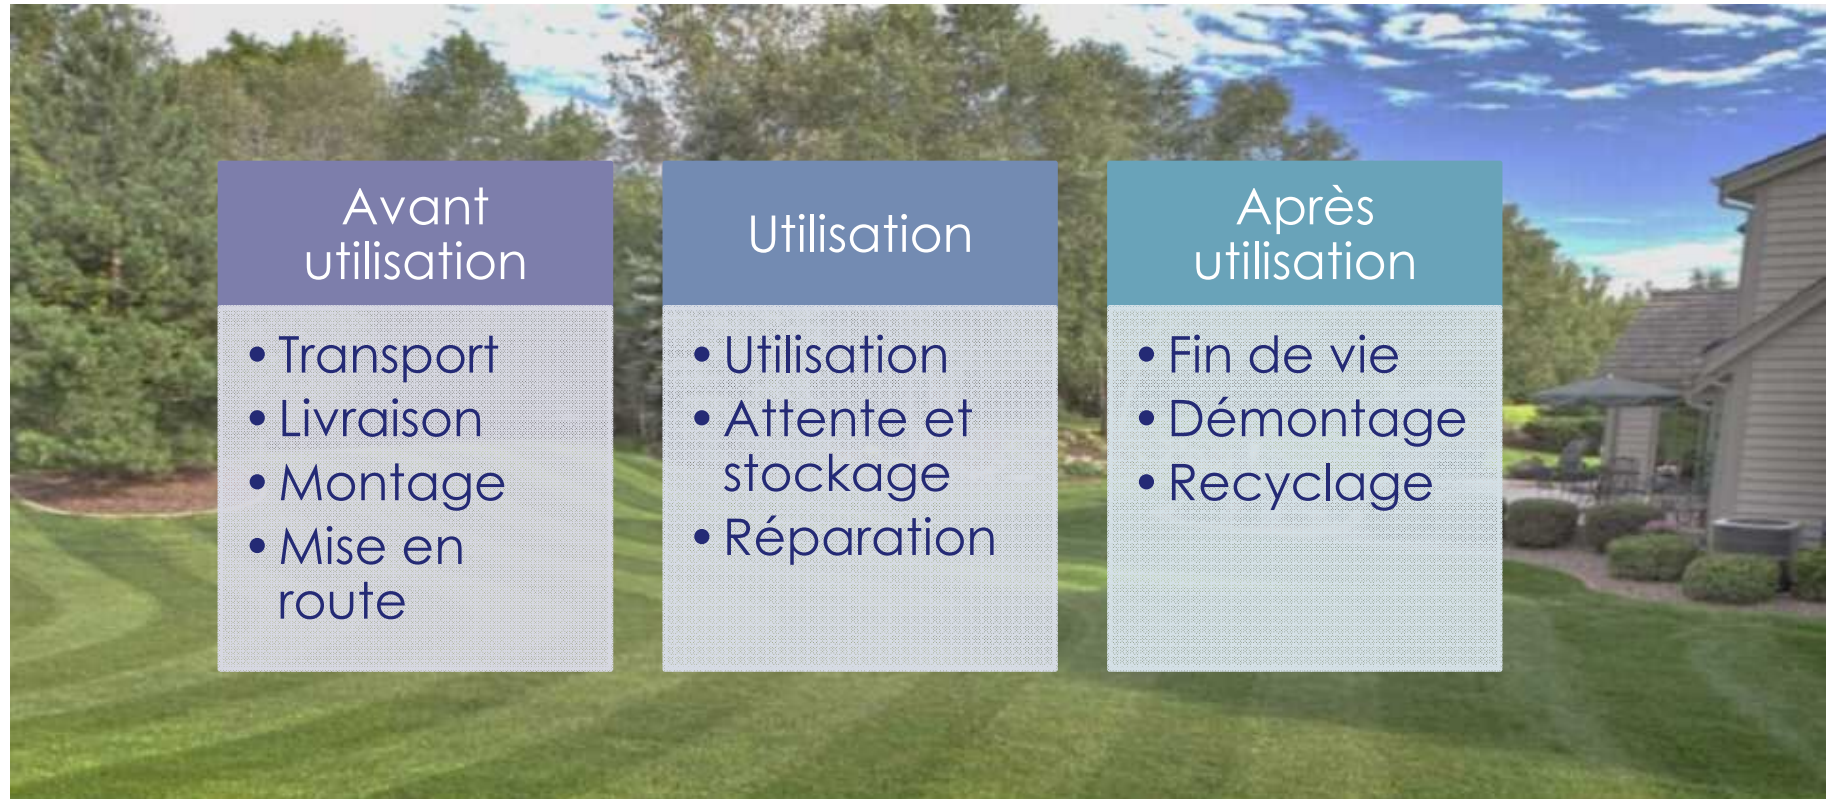 Avant
utilisation
• Transport
• Livraison
• Montage
• Mise en
route
Utilisation
• Utilisation
• Attente et
stockage
• Réparation
Après
utilisation
• Fin de vie
• Démontage
• Recyclage